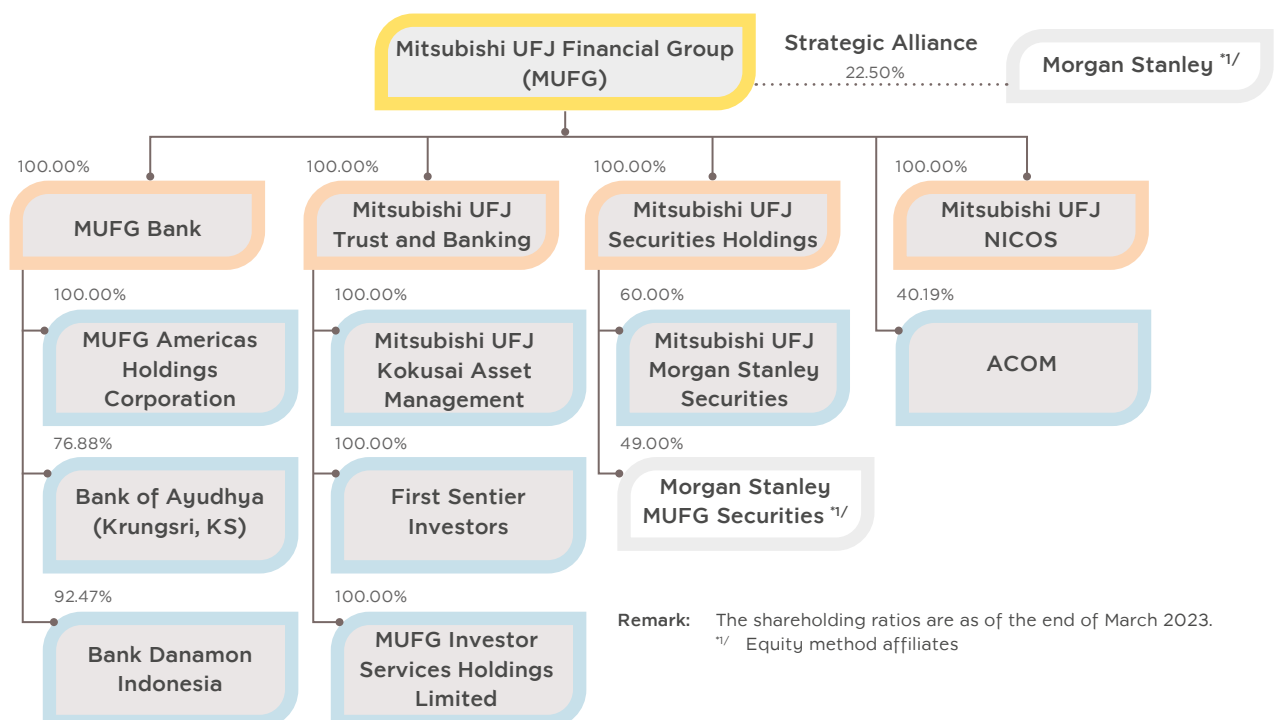 Mitsubishi UFJ Financial Group
(MUFG)
Strategic Alliance
22.50%
Morgan Stanley *1/
100.00%
MUFG Bank
100.00%
Mitsubishi UFJ
Trust and Banking
100.00%
Mitsubishi UFJ
Securities Holdings
100.00%
Mitsubishi UFJ
NICOS
100.00%
MUFG Americas
Holdings
Corporation
100.00%
Mitsubishi UFJ
Kokusai Asset
Management
60.00%
Mitsubishi UFJ
Morgan Stanley
Securities
40.19%
ACOM
76.88%
Bank of Ayudhya
(Krungsri, KS)
100.00%
First Sentier
Investors
49.00%
Morgan Stanley
MUFG Securities *1/
92.47%
Bank Danamon
Indonesia
100.00%
MUFG Investor
Services Holdings
Limited
Remark: The shareholding ratios are as of the end of March 2023.
*1/ Equity method affiliates